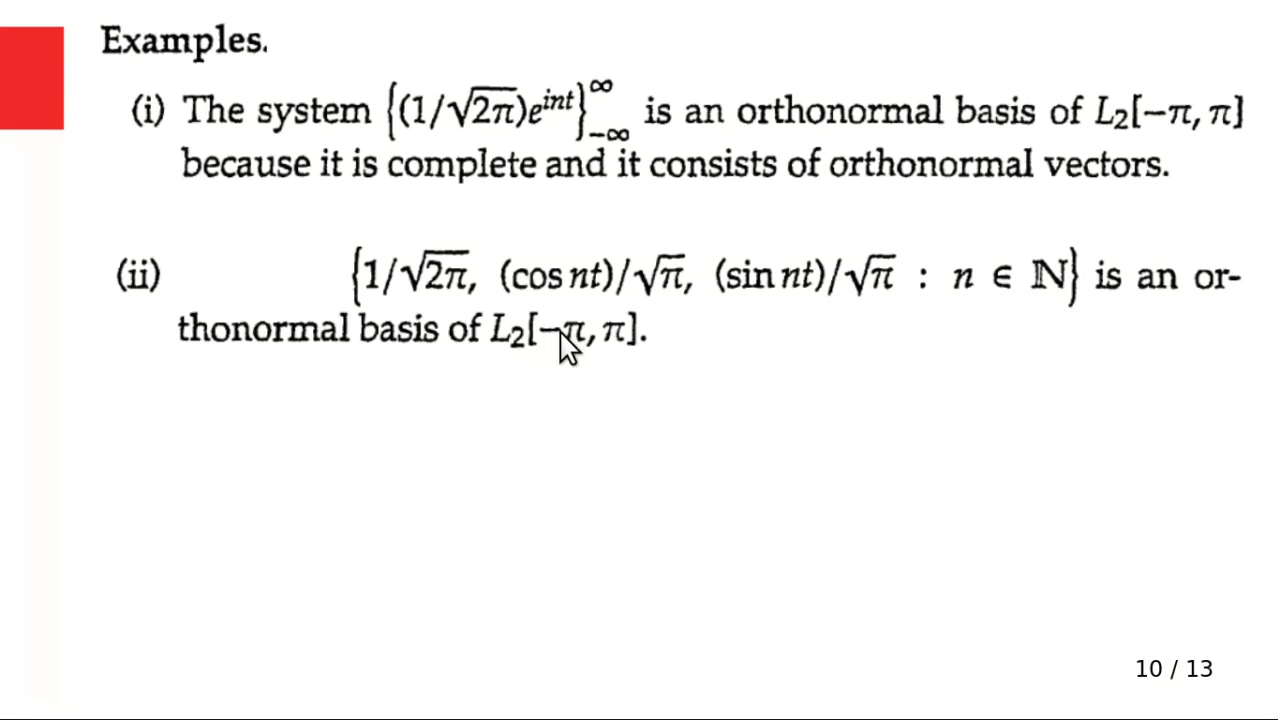 Examples.
(i) The system {(1/√2π)e^{int}}_{-∞}^{∞} is an orthonormal basis of L₂[−π, π]
because it is complete and it consists of orthonormal vectors.
(ii) {1/√2π, (cos nt)/√π, (sin nt)/√π : n ∈ ℕ} is an or-
thonormal basis of L₂[−π, π].
10 / 13